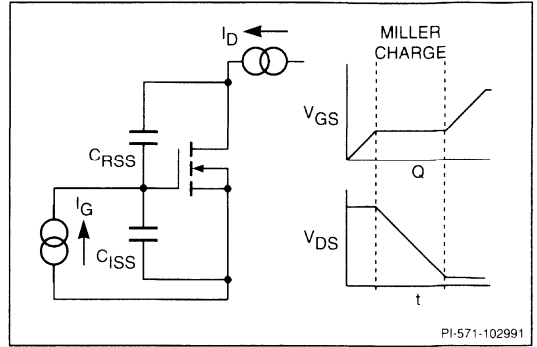 I_D
MILLER
CHARGE
V_GS
C_RSS
Q
I_G
C_ISS
V_DS
t
PI-571-102991